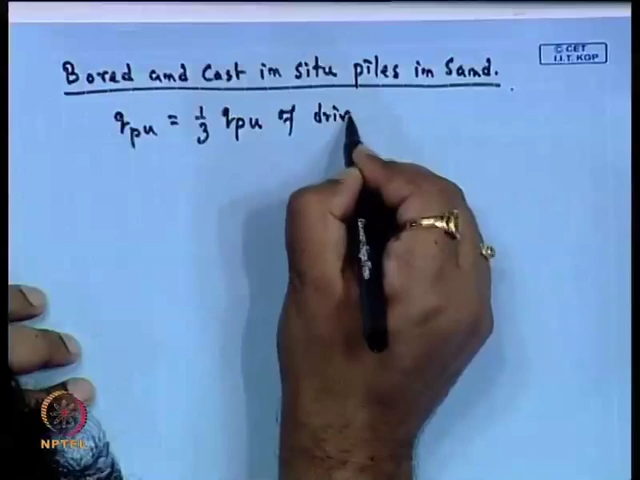 Bored and Cast in situ piles in Sand.
© CET
I.I.T. KGP
qpu = 1/3 qpu of driv
NPTEL